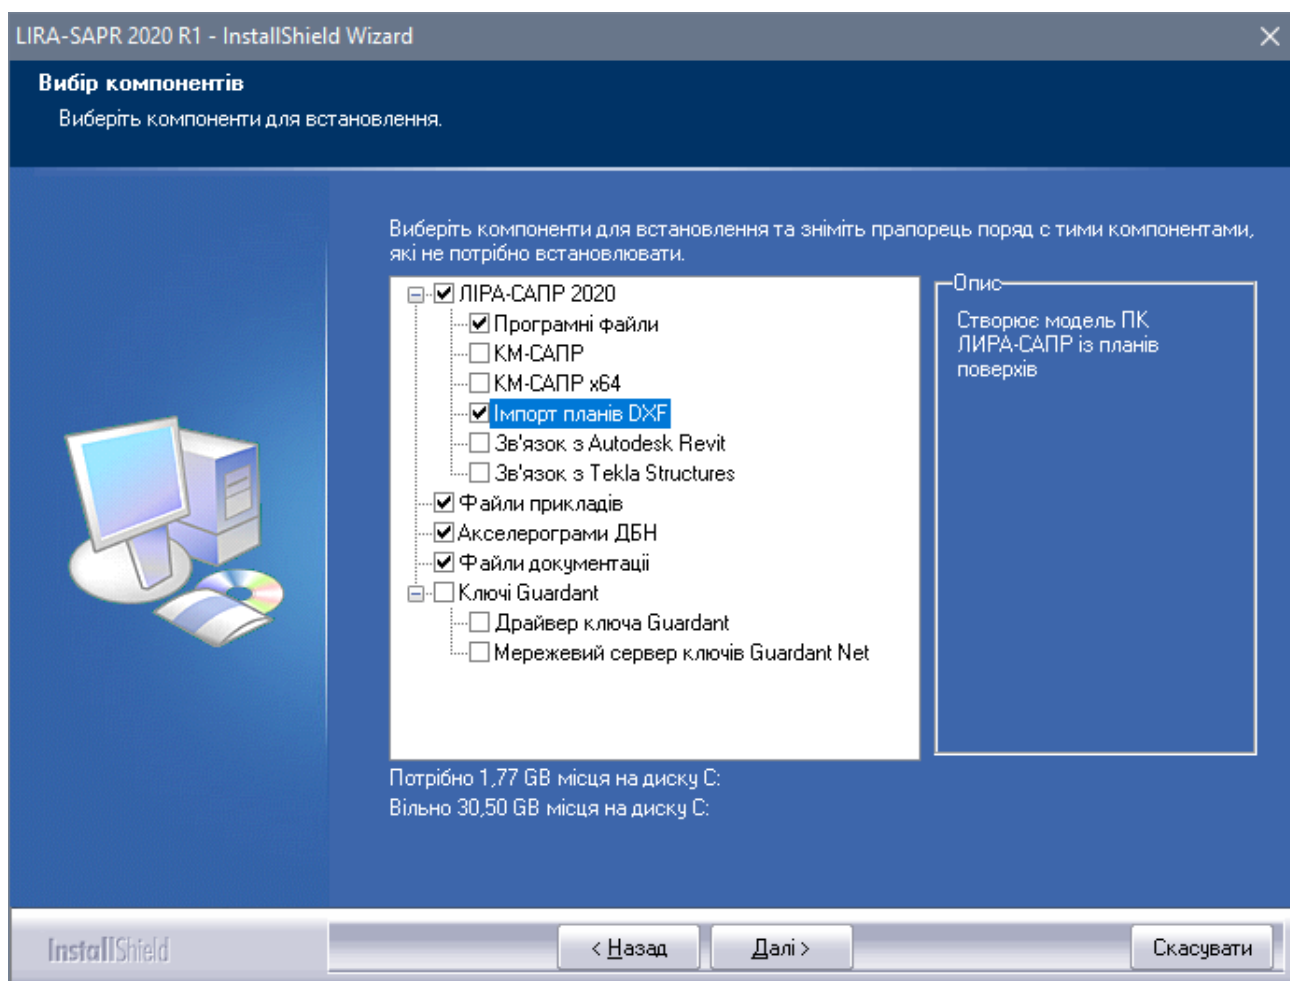 LIRA-SAPR 2020 R1 - InstallShield Wizard
Вибір компонентів
Виберіть компоненти для встановлення.
Виберіть компоненти для встановлення та зніміть прапорець поряд с тими компонентами,
які не потрібно встановлювати.
ЛІРА-САПР 2020
Програмні файли
КМ-САПР
КМ-САПР x64
Імпорт планів DXF
Зв'язок з Autodesk Revit
Зв'язок з Tekla Structures
Файли прикладів
Акселерограми ДБН
Файли документації
Ключі Guardant
Драйвер ключа Guardant
Мережевий сервер ключів Guardant Net
Опис
Створює модель ПК
ЛИРА-САПР із планів
поверхів
Потрібно 1,77 GB місця на диску C:
Вільно 30,50 GB місця на диску C:
InstallShield
< Назад
Далі >
Скасувати